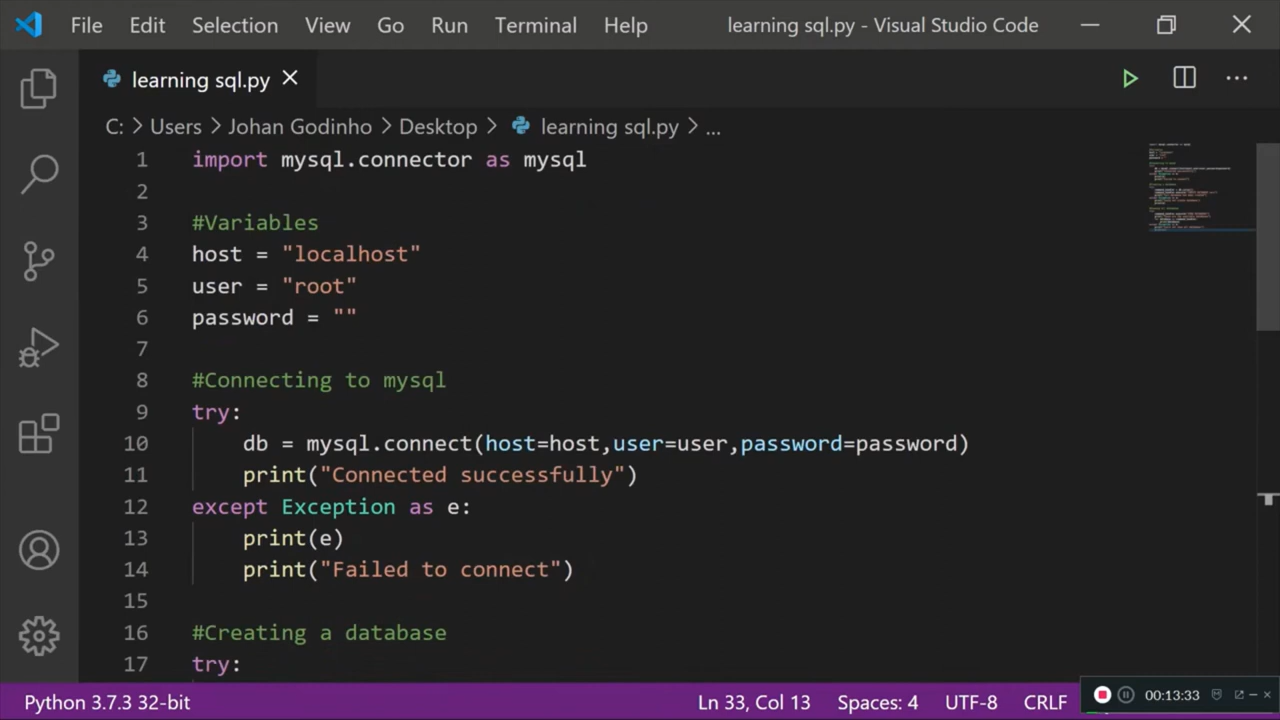 File Edit Selection View Go Run Terminal Help learning sql.py - Visual Studio Code
learning sql.py
C: > Users > Johan Godinho > Desktop > learning sql.py > ...
1 import mysql.connector as mysql
2
3 #Variables
4 host = "localhost"
5 user = "root"
6 password = ""
7
8 #Connecting to mysql
9 try:
10 db = mysql.connect(host=host,user=user,password=password)
11 print("Connected successfully")
12 except Exception as e:
13 print(e)
14 print("Failed to connect")
15
16 #Creating a database
17 try:
Python 3.7.3 32-bit Ln 33, Col 13 Spaces: 4 UTF-8 CRLF 00:13:33